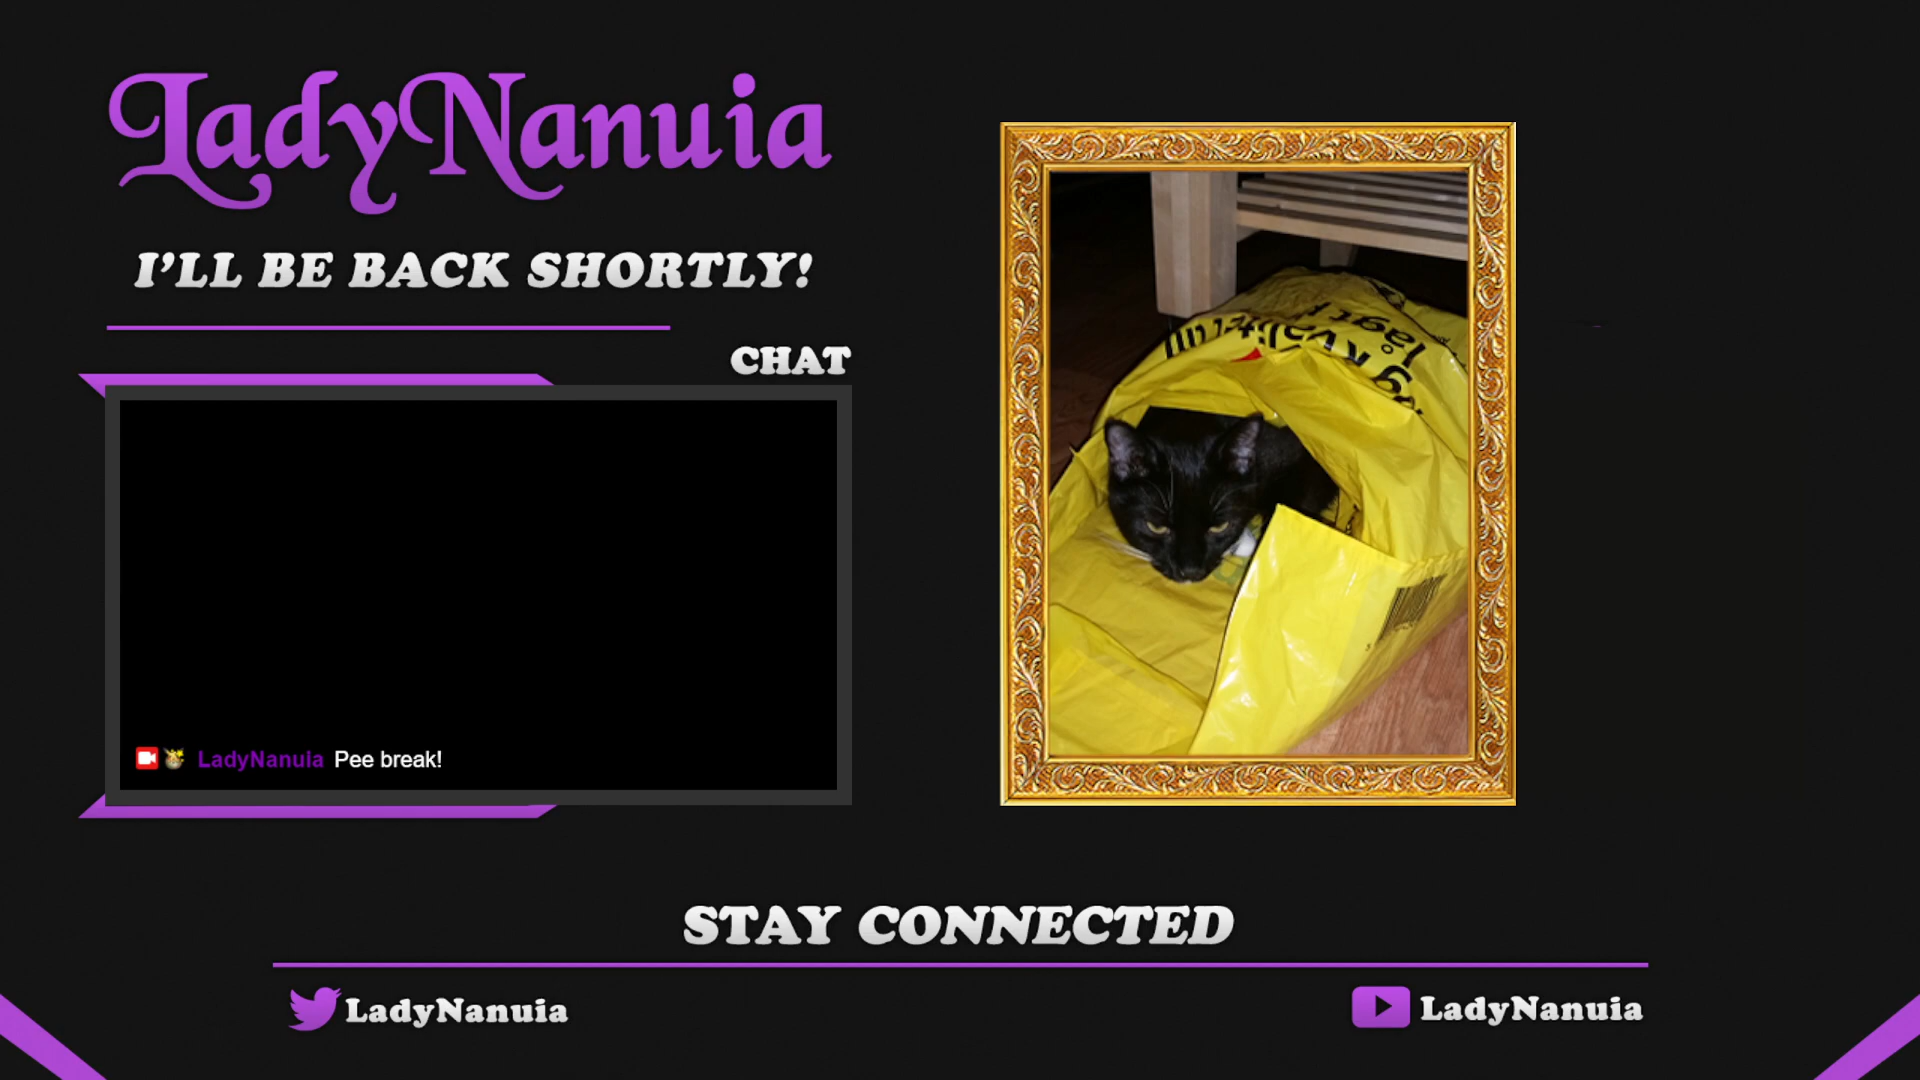 LadyNanuia
I'LL BE BACK SHORTLY!
CHAT
LadyNanuia Pee break!
STAY CONNECTED
LadyNanuia
LadyNanuia